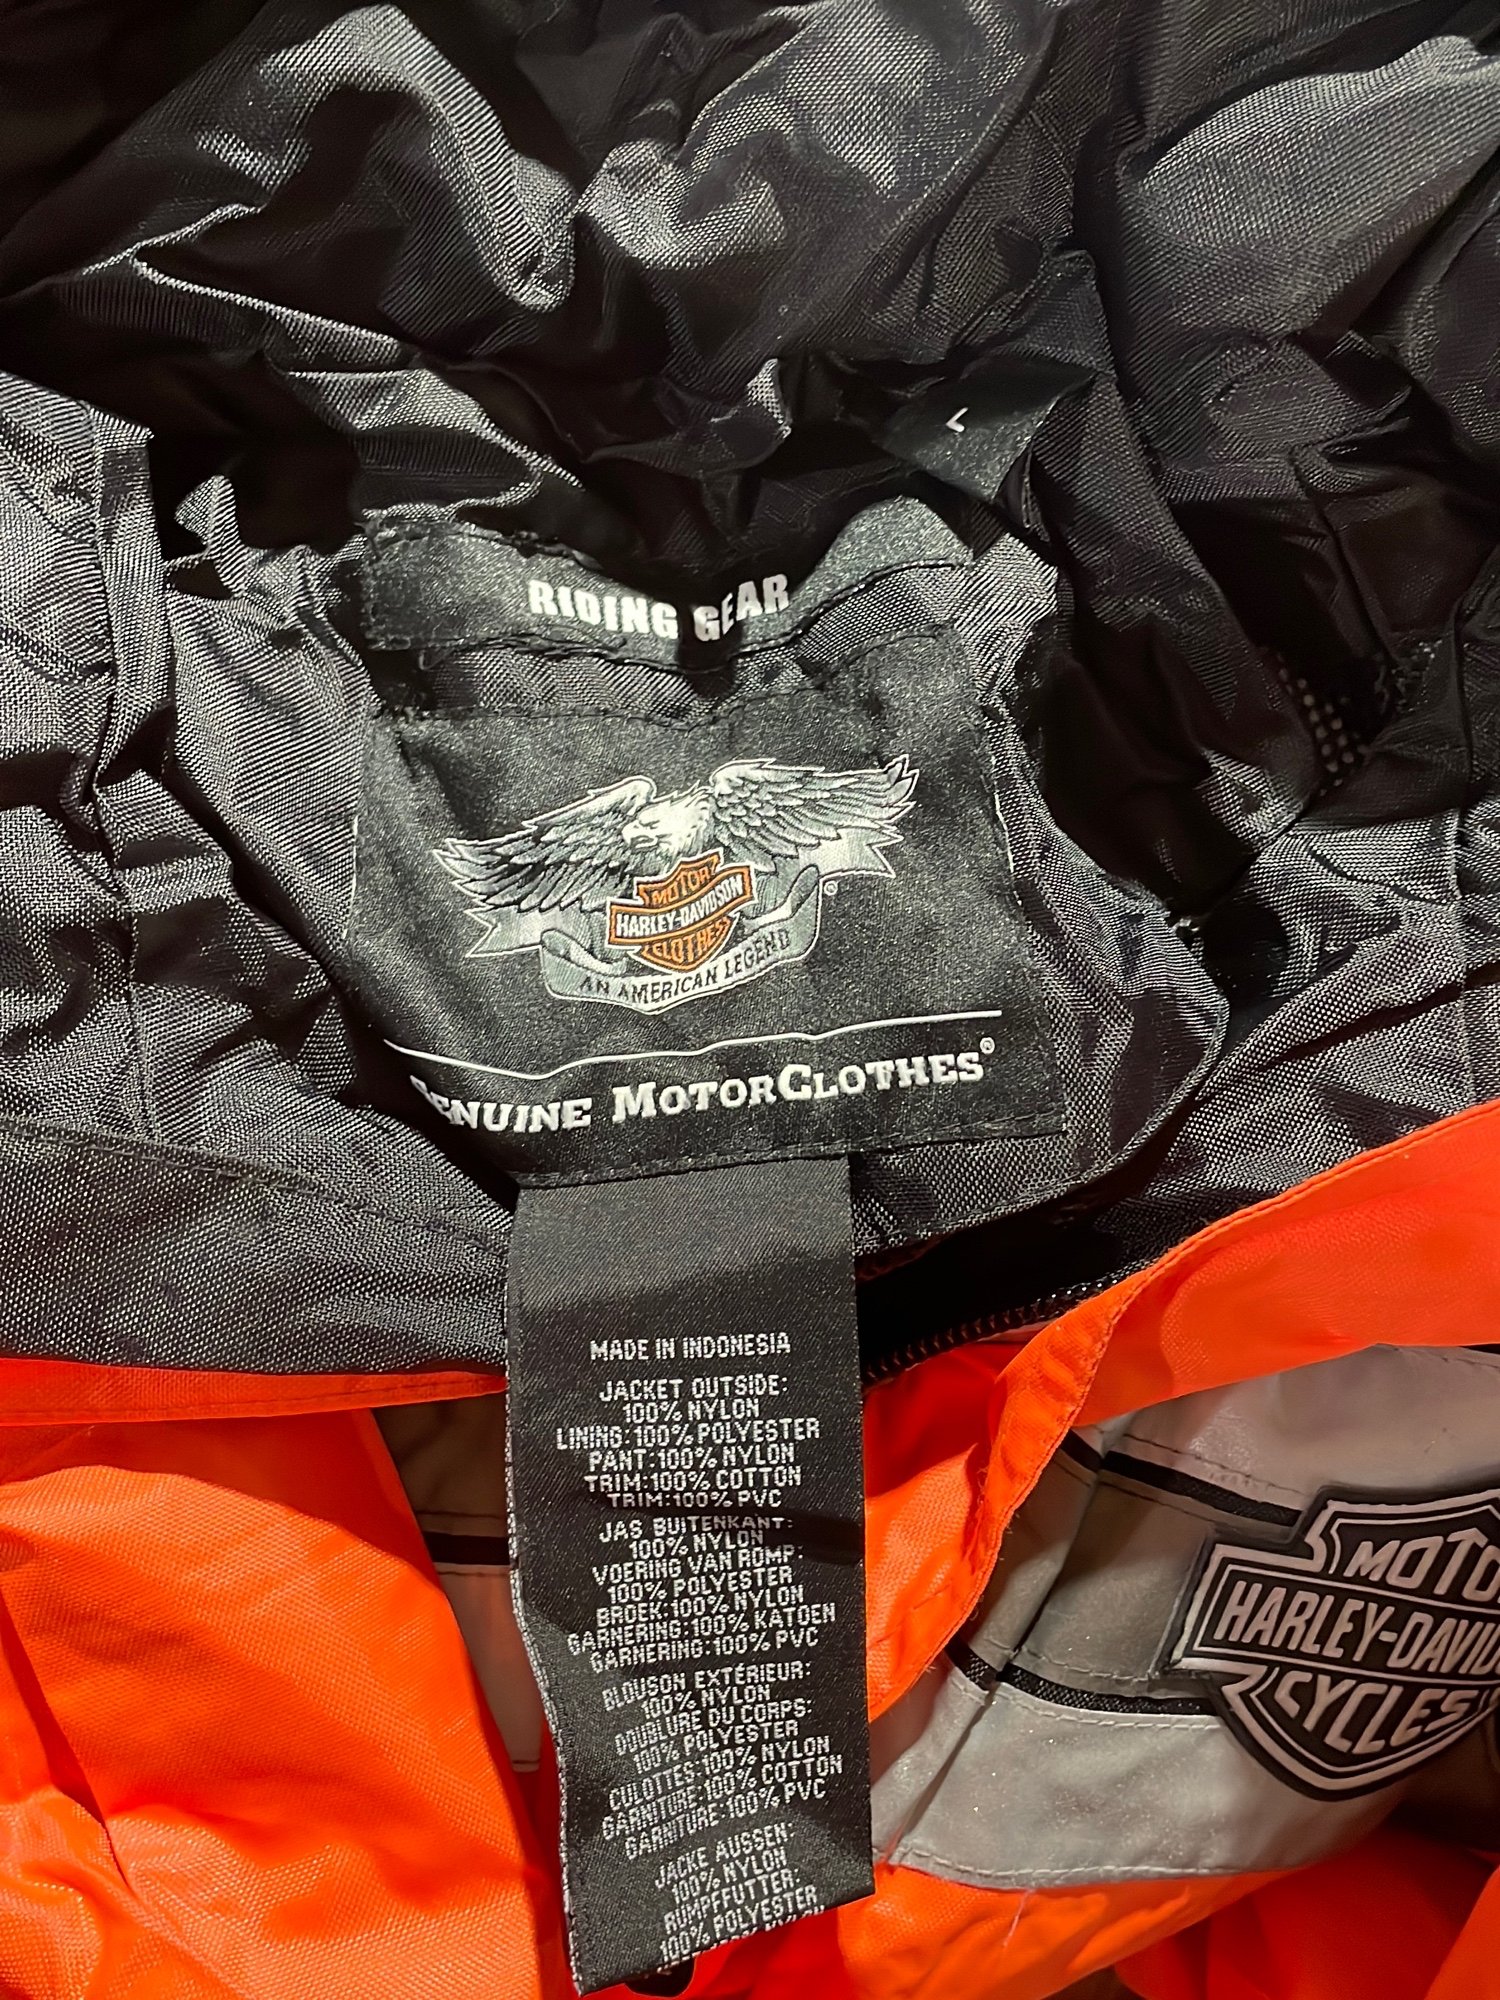 L
RIDING GEAR
MOTOR
HARLEY-DAVIDSON
CLOTHES
AN AMERICAN LEGEND
®
GENUINE MOTORCLOTHES®
MADE IN INDONESIA
JACKET OUTSIDE:
100% NYLON
LINING:100% POLYESTER
PANT:100% NYLON
TRIM:100% COTTON
TRIM:100% PVC
JAS BUITENKANT:
100% NYLON
VOERING VAN ROMP:
100% POLYESTER
BROEK:100% NYLON
GARNERING:100% KATOEN
GARNERING:100% PVC
BLOUSON EXTÉRIEUR:
100% NYLON
DOUBLURE DU CORPS:
100% POLYESTER
CULOTTES:100% NYLON
GARNITURE:100% COTTON
GARNITURE:100% PVC
JACKE AUSSEN:
100% NYLON
RUMPFFUTTER:
100% POLYESTER
MOTO
HARLEY-DAVID
CYCLES